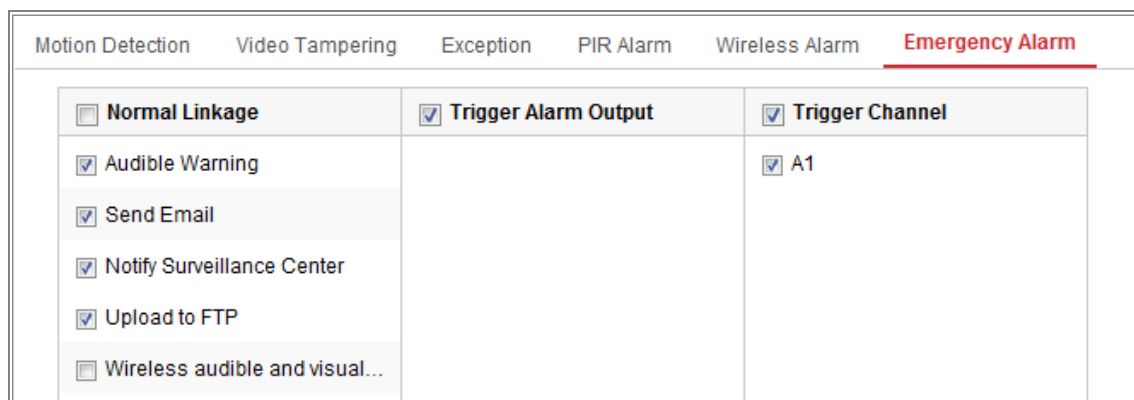 Motion Detection Video Tampering Exception PIR Alarm Wireless Alarm Emergency Alarm
Normal Linkage Trigger Alarm Output Trigger Channel
Audible Warning A1
Send Email
Notify Surveillance Center
Upload to FTP
Wireless audible and visual...